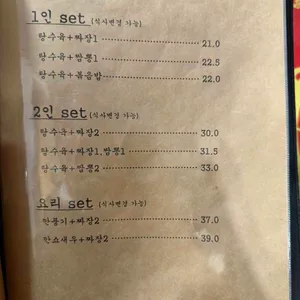 1인 set (식사변경 가능)
탕수육+짜장1 21.0
탕수육+짬뽕1 22.5
탕수육+볶음밥 22.0
2인 set (식사변경 가능)
탕수육+짜장2 30.0
탕수육+짜장1.짬뽕1 31.5
탕수육+짬뽕2 33.0
요리 set (식사변경 가능)
깐풍기+짜장2 37.0
깐쇼새우+짜장2 39.0